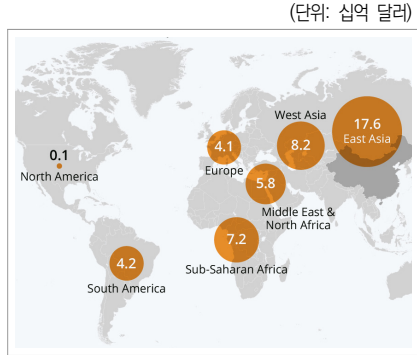 (단위: 십억 달러)
West Asia
8.2
17.6
East Asia
0.1
North America
4.1
Europe
5.8
Middle East &
North Africa
7.2
Sub-Saharan Africa
4.2
South America